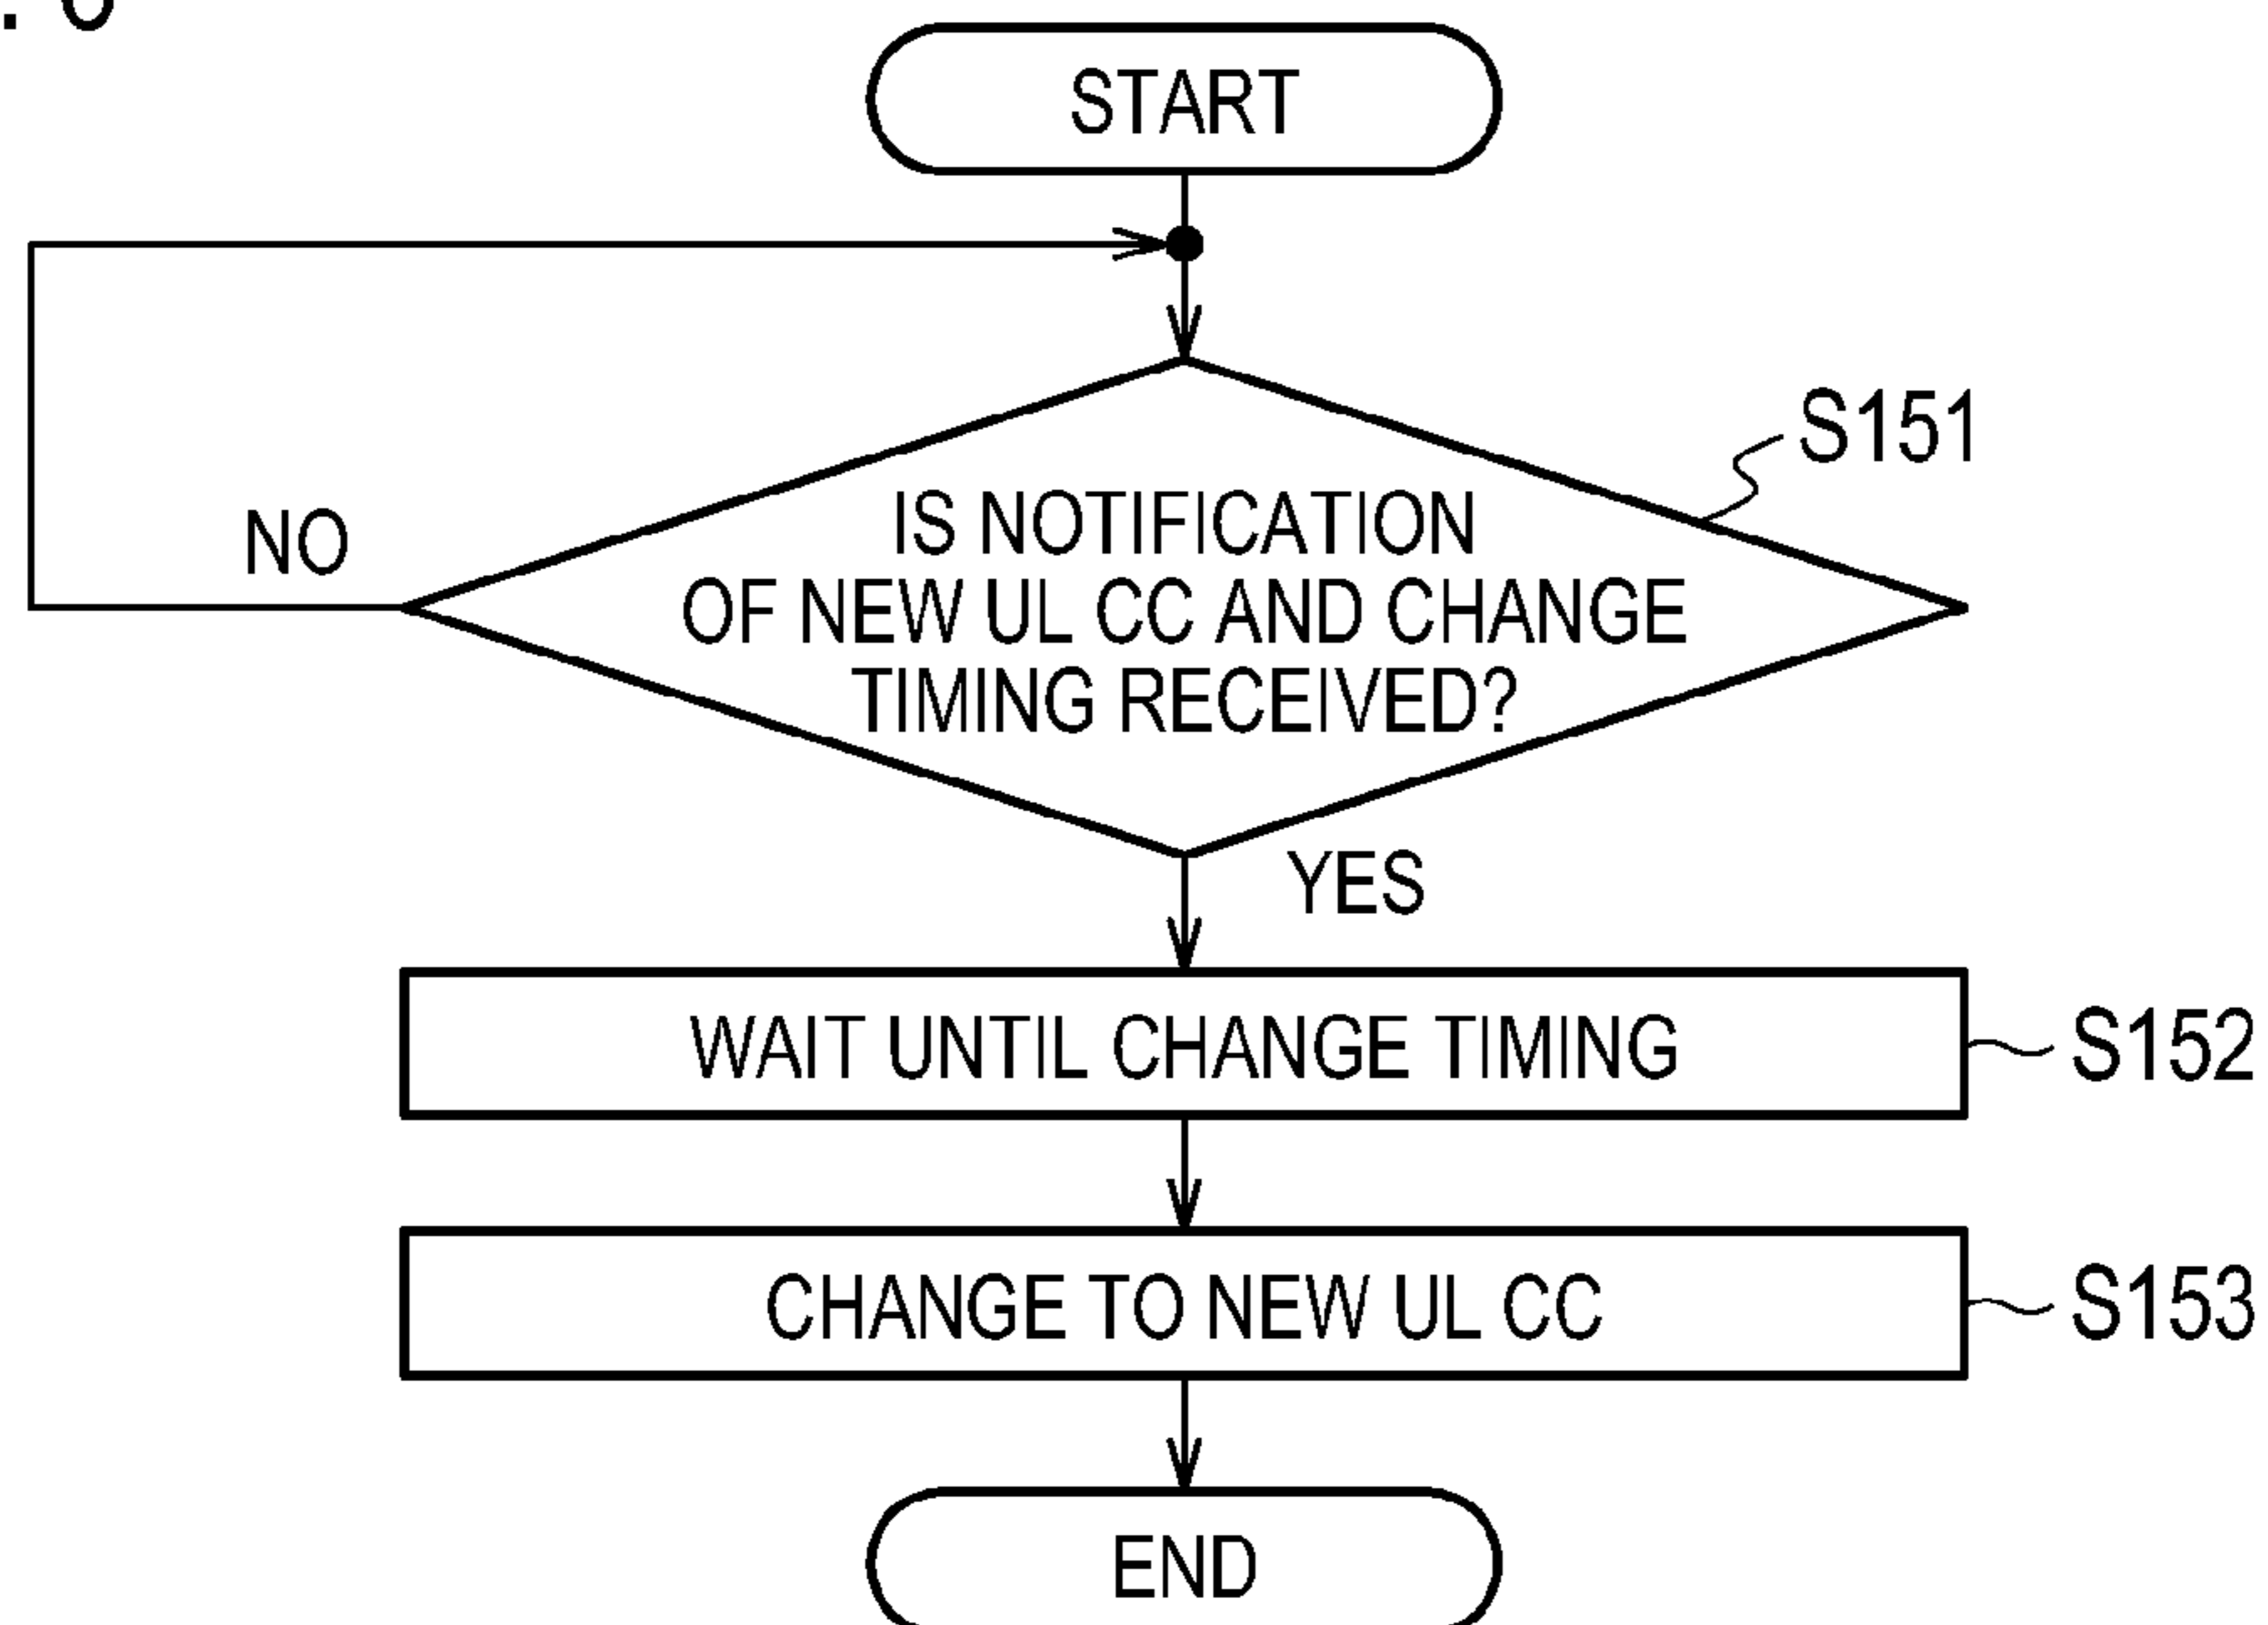 START
S151
NO
IS NOTIFICATION
OF NEW UL CC AND CHANGE
TIMING RECEIVED?
YES
WAIT UNTIL CHANGE TIMING
S152
CHANGE TO NEW UL CC
S153
END